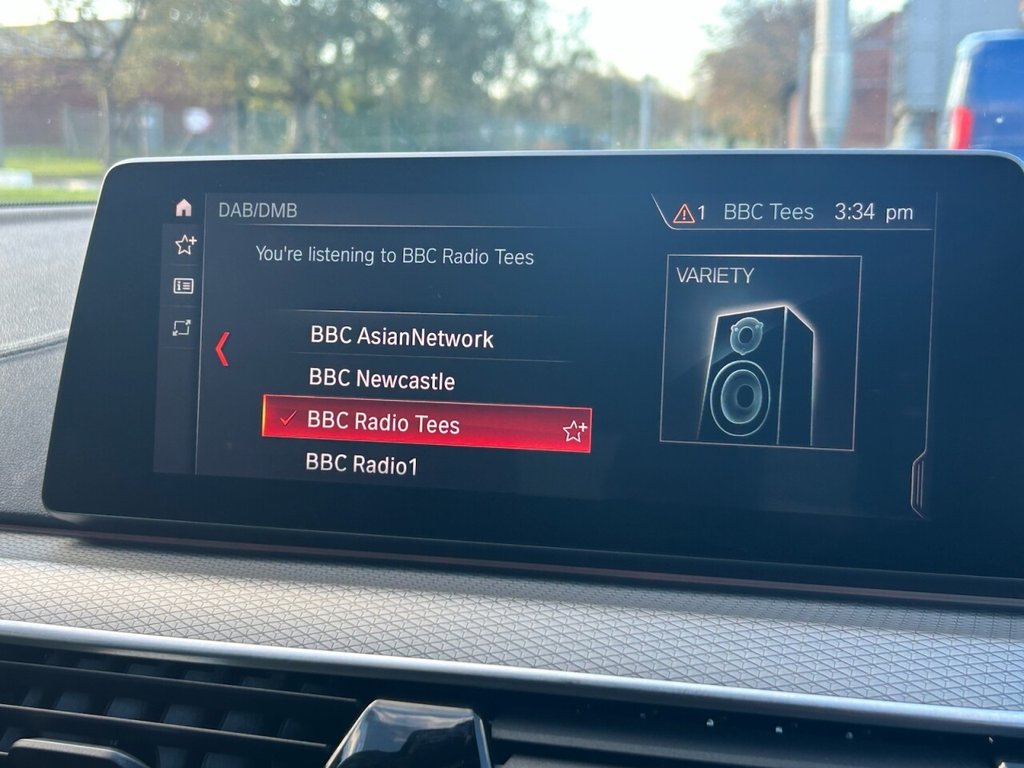 DAB/DMB
1 BBC Tees 3:34 pm
You're listening to BBC Radio Tees
VARIETY
BBC AsianNetwork
BBC Newcastle
BBC Radio Tees
BBC Radio1